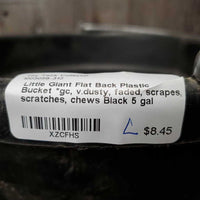 Little Giant Flat Back Plastic
Bucket *gc, v.dusty, faded, scrapes,
scratches, chews Black 5 gal
XZCFHS
L $8.45